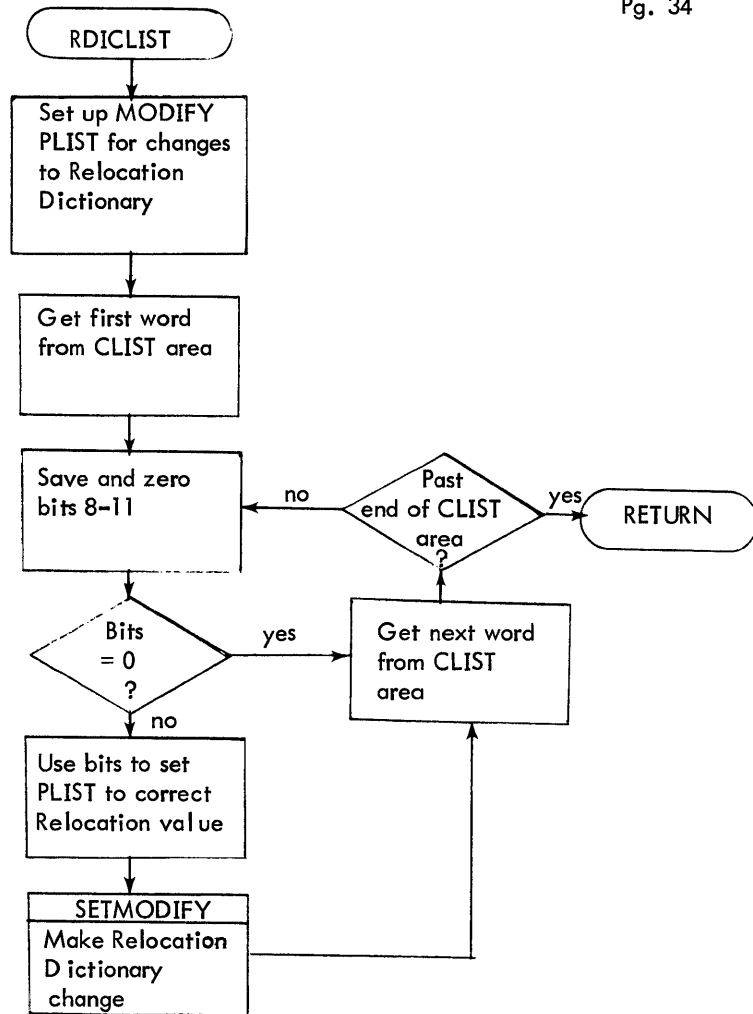 Pg. 34
RDICLIST
Set up MODIFY
PLIST for changes
to Relocation
Dictionary
Get first word
from CLIST area
Save and zero
bits 8-11
no
Past
end of CLIST
area
?
yes
RETURN
Bits
= 0
?
yes
Get next word
from CLIST
area
no
Use bits to set
PLIST to correct
Relocation value
SETMODIFY
Make Relocation
Dictionary
change